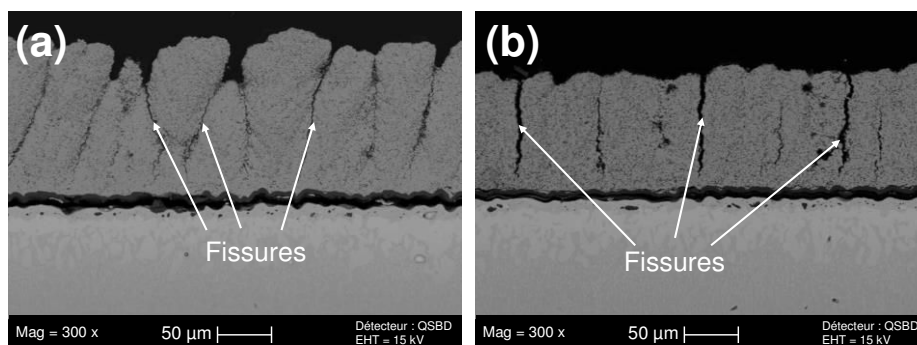 (a)
Fissures
Mag = 300 x
50 µm
Détecteur : QSBD
EHT = 15 kV
(b)
Fissures
Mag = 300 x
50 µm
Détecteur : QSBD
EHT = 15 kV